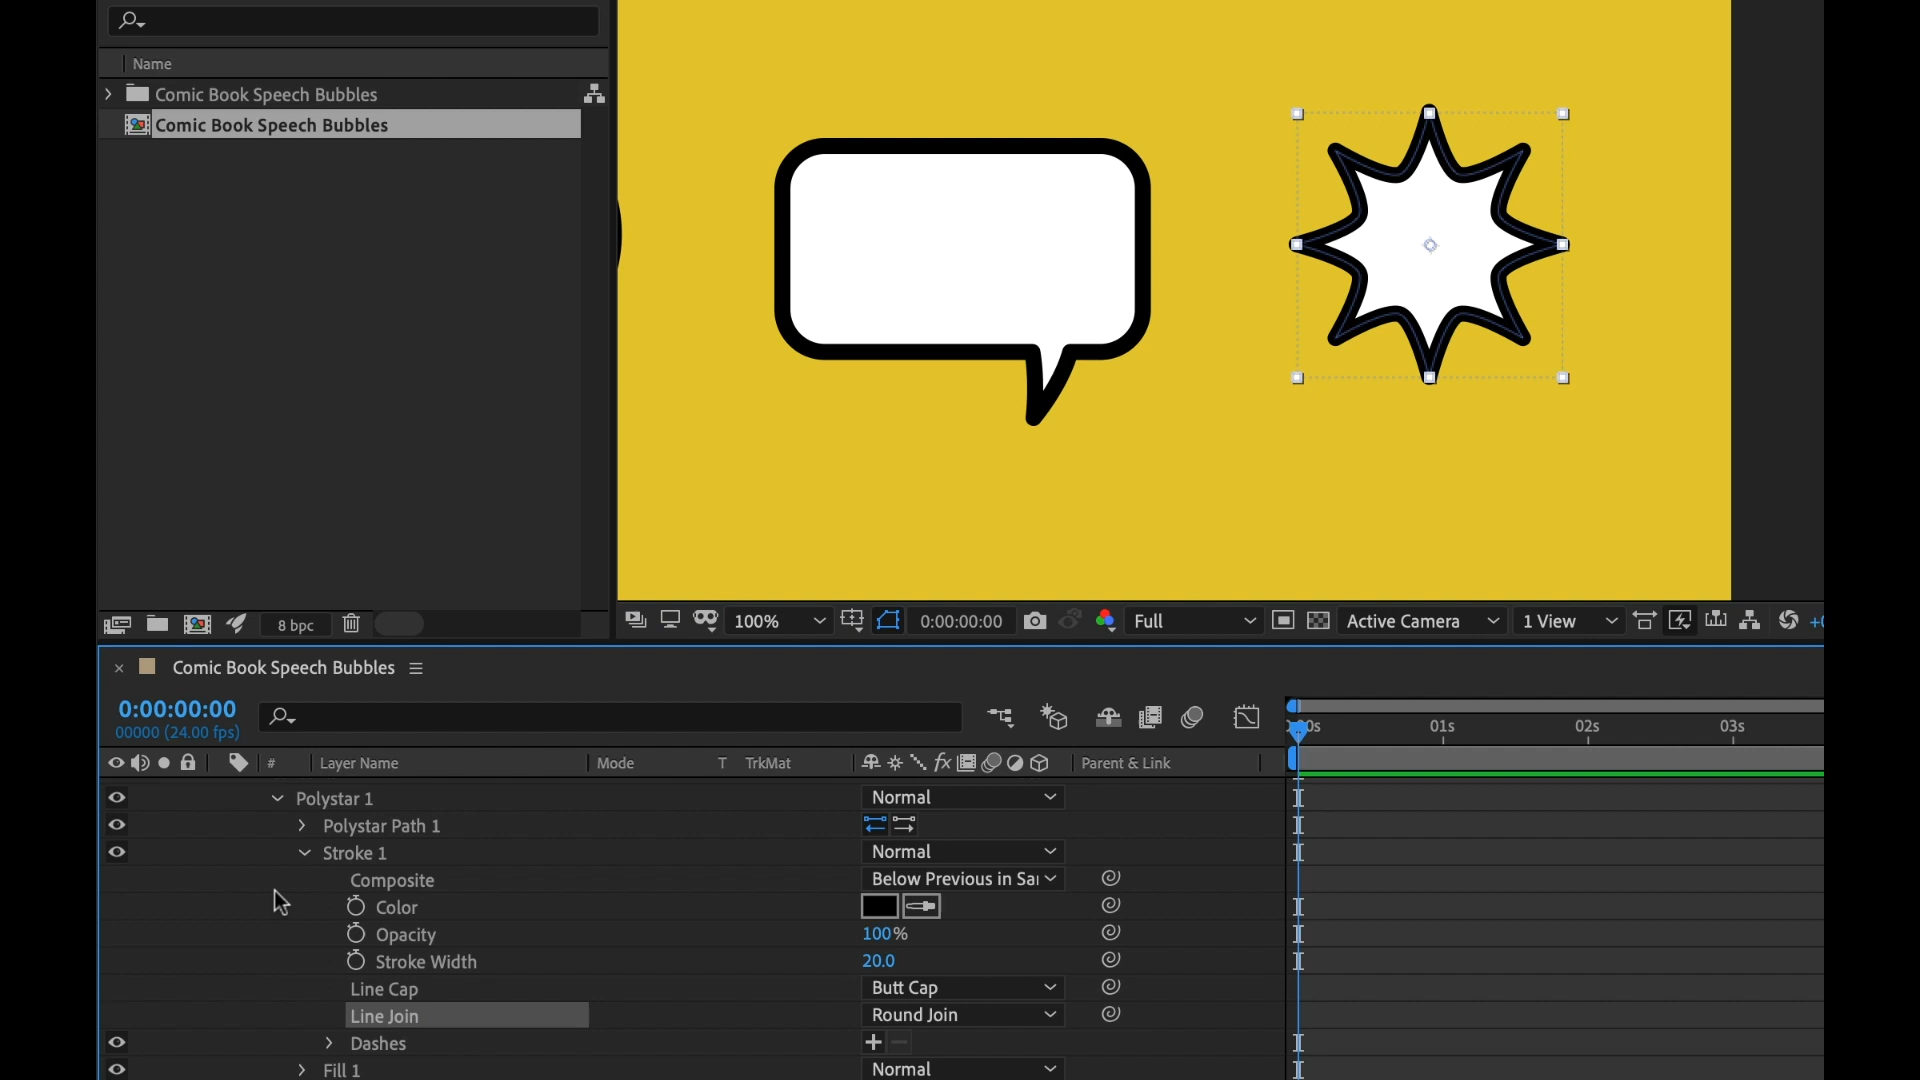 Name
Comic Book Speech Bubbles
Comic Book Speech Bubbles
8 bpc
100%
0:00:00:00
Full
Active Camera
1 View
Comic Book Speech Bubbles
0:00:00:00
00000 (24.00 fps)
01s
02s
03s
#
Layer Name
Mode
T
TrkMat
fx
Parent & Link
Polystar 1
Normal
Polystar Path 1
Stroke 1
Normal
Composite
Below Previous in Sa
Color
Opacity
100%
Stroke Width
20.0
Line Cap
Butt Cap
Line Join
Round Join
Dashes
Fill 1
Normal